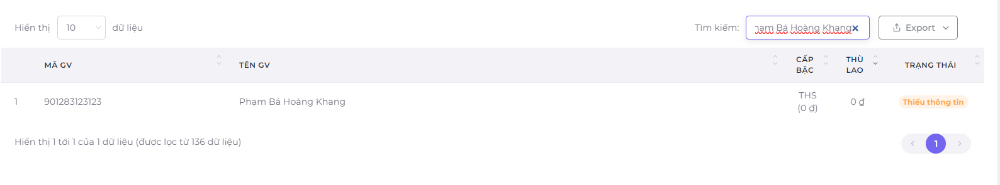 Hiển thị 10 dữ liệu
Tìm kiếm: Phạm Bá Hoàng Khang Export
MÃ GV TÊN GV CẤP BẬC THÙ LAO TRẠNG THÁI
1 901283123123 Phạm Bá Hoàng Khang THS (0 ₫) 0 ₫ Thiếu thông tin
Hiển thị 1 tới 1 của 1 dữ liệu (được lọc từ 136 dữ liệu)
1